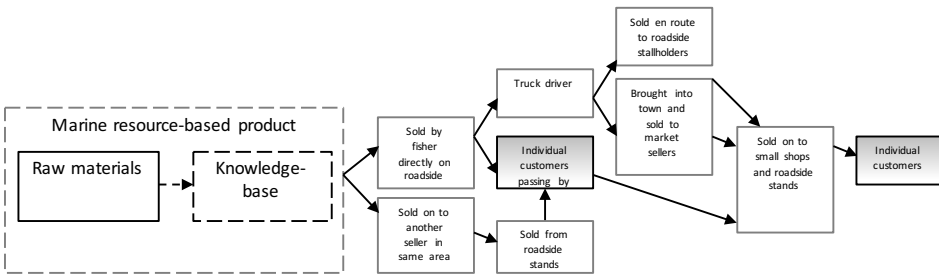 Marine resource-based product
Raw materials
Knowledge-
base
Sold by
fisher
directly on
roadside
Sold on to
another
seller in
same area
Truck driver
Individual
customers
passing by
Sold from
roadside
stands
Sold en route
to roadside
stallholders
Brought into
town and
sold to
market
sellers
Sold on to
small shops
and roadside
stands
Individual
customers